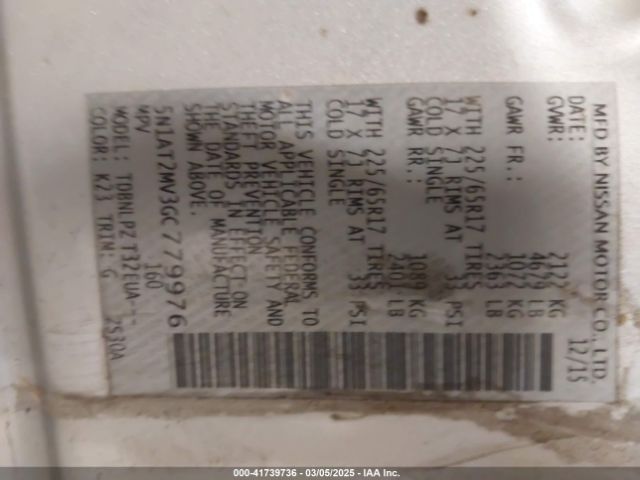 MFD BY NISSAN MOTOR CO., LTD.
DATE: 12/15
GVWR: 2122 KG
4679 LB
GAWR FR.: 1072 KG
2363 LB
WITH 225/65R17 TIRES
17 X 7J RIMS AT 33 PSI
COLD SINGLE
GAWR RR.: 1089 KG
2401 LB
WITH 225/65R17 TIRES
17 X 7J RIMS AT 33 PSI
COLD SINGLE
THIS VEHICLE CONFORMS TO
ALL APPLICABLE FEDERAL
MOTOR VEHICLE SAFETY AND
THEFT PREVENTION
STANDARDS IN EFFECT ON
THE DATE OF MANUFACTURE
SHOWN ABOVE.
5N1AT2MV3GC779976
MPV 160
MODEL: TDBNLPZ T32IUA--
COLOR: K23 TRIM: G 2530A
000-41739736 - 03/05/2025 - IAA Inc.